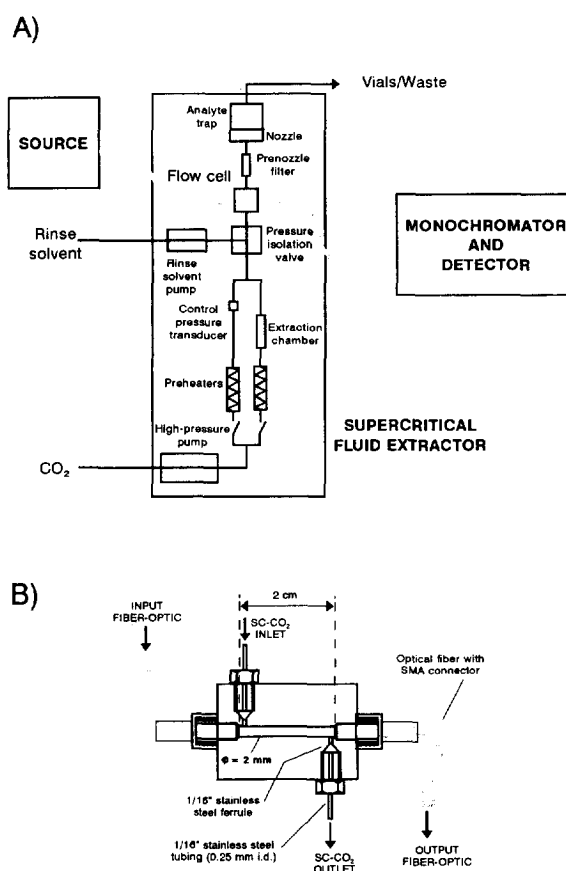 A)
Vials/Waste
Analyte
trap
Nozzle
SOURCE
Prenozzle
filter
Flow cell
MONOCHROMATOR
AND
DETECTOR
Rinse
solvent
Pressure
isolation
valve
Rinse
solvent
pump
Control
pressure
transducer
Extraction
chamber
Preheaters
High-pressure
pump
SUPERCRITICAL
FLUID EXTRACTOR
CO₂
B)
2 cm
INPUT
FIBER-OPTIC
SC-CO₂
INLET
Optical fiber with
SMA connector
Φ = 2 mm
1/16" stainless
steel ferrule
1/16" stainless steel
tubing (0.25 mm i.d.)
SC-CO₂
OUTLET
OUTPUT
FIBER-OPTIC